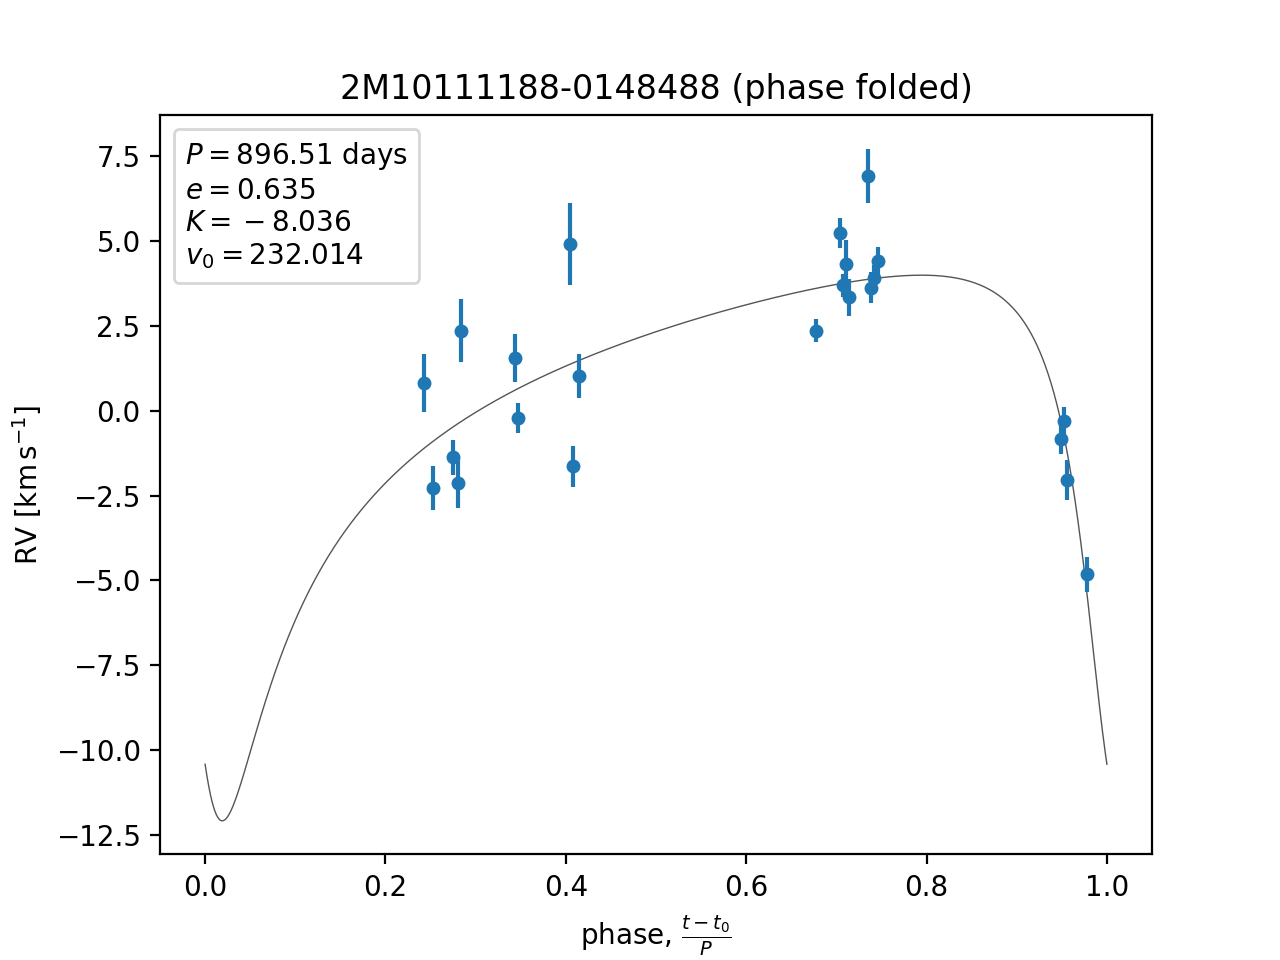 2M10111188-0148488 (phase folded)
P = 896.51 days
e = 0.635
K = −8.036
v₀ = 232.014
7.5
5.0
2.5
0.0
−2.5
−5.0
−7.5
−10.0
−12.5
RV [km s⁻¹]
0.0 0.2 0.4 0.6 0.8 1.0
phase, (t − t₀)/P